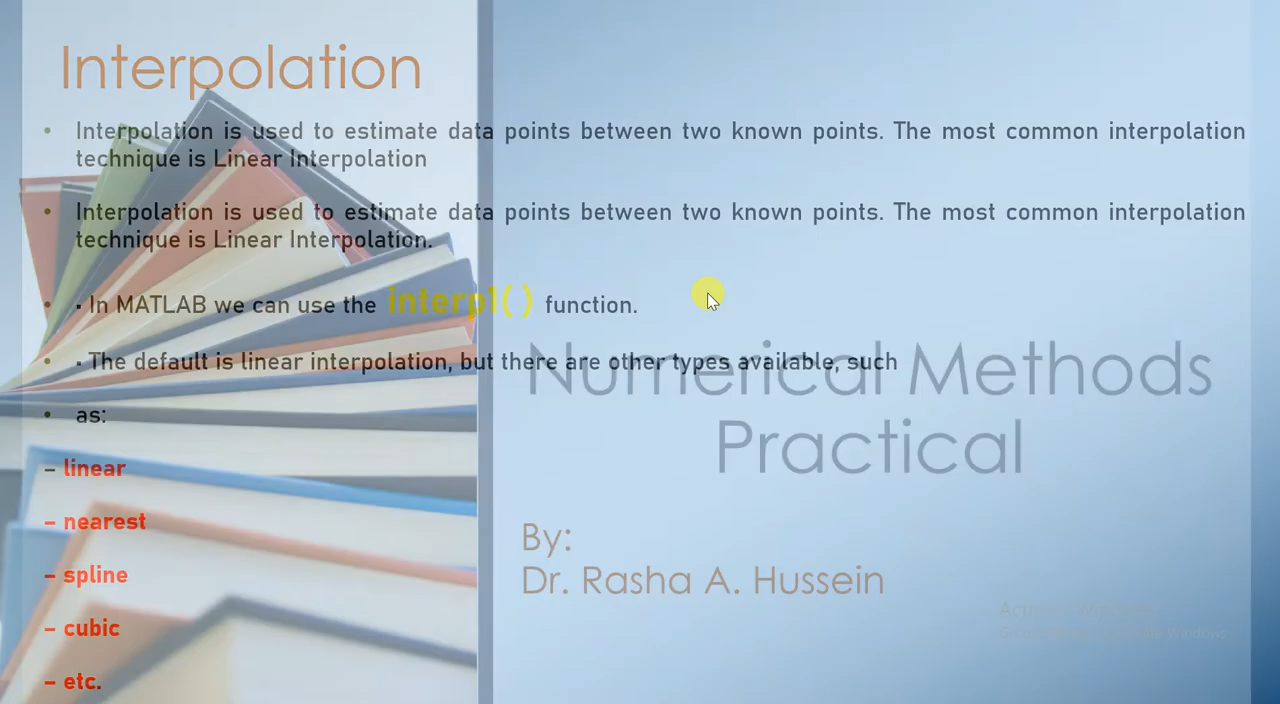 Interpolation
• Interpolation is used to estimate data points between two known points. The most common interpolation
technique is Linear Interpolation
• Interpolation is used to estimate data points between two known points. The most common interpolation
technique is Linear Interpolation.
• ▪ In MATLAB we can use the interp1() function.
• ▪ The default is linear interpolation, but there are other types available, such
• as:
– linear
– nearest
– spline
– cubic
– etc.
Numerical Methods
Practical
By:
Dr. Rasha A. Hussein